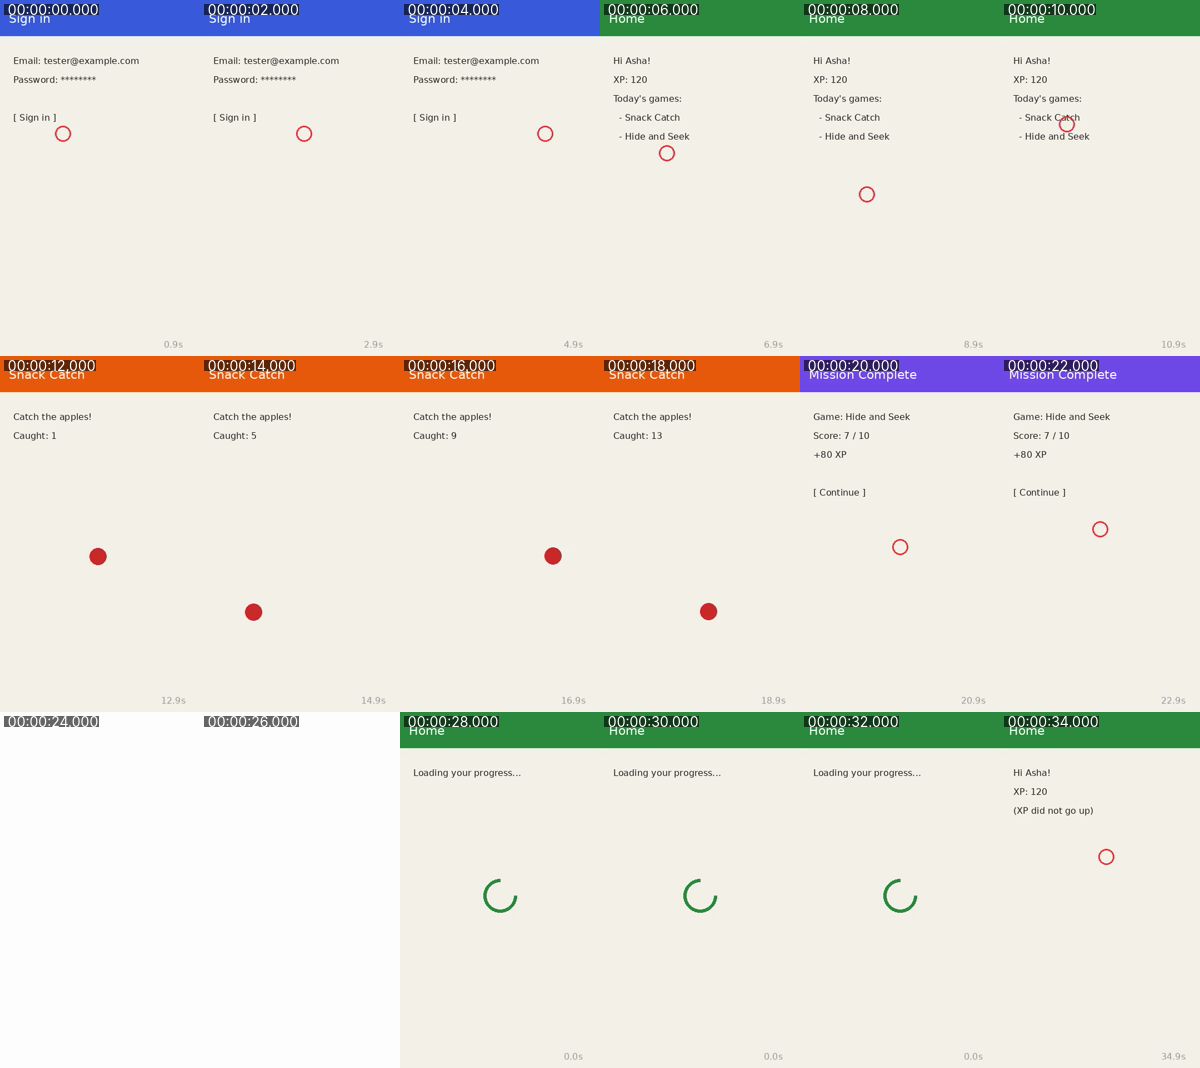 00:00:00.000
Sign in
Email: tester@example.com
Password: ********
[ Sign in ]
0.9s
00:00:02.000
Sign in
Email: tester@example.com
Password: ********
[ Sign in ]
2.9s
00:00:04.000
Sign in
Email: tester@example.com
Password: ********
[ Sign in ]
4.9s
00:00:06.000
Home
Hi Asha!
XP: 120
Today's games:
- Snack Catch
- Hide and Seek
6.9s
00:00:08.000
Home
Hi Asha!
XP: 120
Today's games:
- Snack Catch
- Hide and Seek
8.9s
00:00:10.000
Home
Hi Asha!
XP: 120
Today's games:
- Snack Catch
- Hide and Seek
10.9s
00:00:12.000
Snack Catch
Catch the apples!
Caught: 1
12.9s
00:00:14.000
Snack Catch
Catch the apples!
Caught: 5
14.9s
00:00:16.000
Snack Catch
Catch the apples!
Caught: 9
16.9s
00:00:18.000
Snack Catch
Catch the apples!
Caught: 13
18.9s
00:00:20.000
Mission Complete
Game: Hide and Seek
Score: 7 / 10
+80 XP
[ Continue ]
20.9s
00:00:22.000
Mission Complete
Game: Hide and Seek
Score: 7 / 10
+80 XP
[ Continue ]
22.9s
00:00:24.000
00:00:26.000
00:00:28.000
Home
Loading your progress...
0.0s
00:00:30.000
Home
Loading your progress...
0.0s
00:00:32.000
Home
Loading your progress...
0.0s
00:00:34.000
Home
Hi Asha!
XP: 120
(XP did not go up)
34.9s